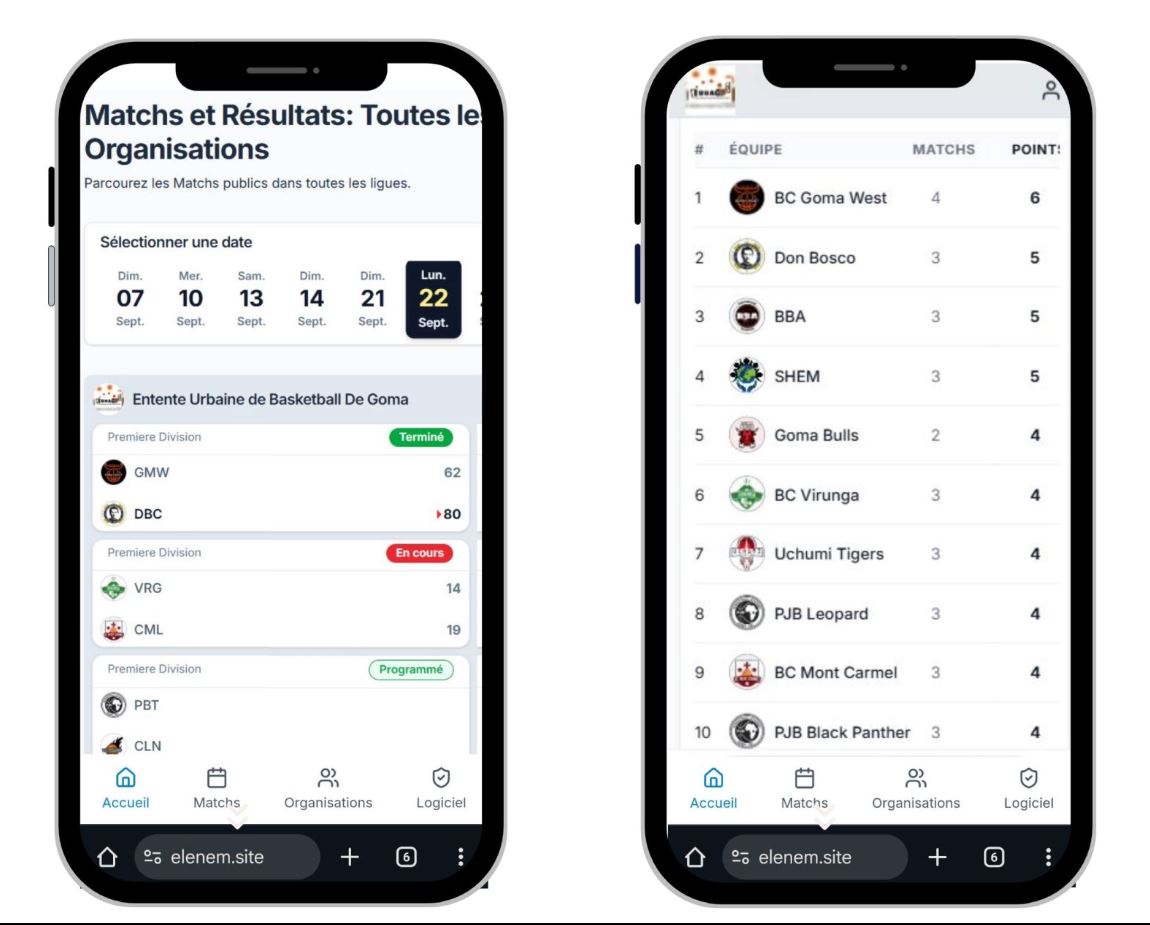 Matchs et Résultats: Toutes les
Organisations
Parcourez les Matchs publics dans toutes les ligues.
Sélectionner une date
Dim. Mer. Sam. Dim. Dim. Lun.
07 10 13 14 21 22
Sept. Sept. Sept. Sept. Sept. Sept.
Entente Urbaine de Basketball De Goma
Premiere Division Terminé
GMW 62
DBC 80
Premiere Division En cours
VRG 14
CML 19
Premiere Division Programmé
PBT
CLN
Accueil Matchs Organisations Logiciel
elenem.site 6
# ÉQUIPE MATCHS POINTS
1 BC Goma West 4 6
2 Don Bosco 3 5
3 BBA 3 5
4 SHEM 3 5
5 Goma Bulls 2 4
6 BC Virunga 3 4
7 Uchumi Tigers 3 4
8 PJB Leopard 3 4
9 BC Mont Carmel 3 4
10 PJB Black Panther 3 4
Accueil Matchs Organisations Logiciel
elenem.site 6